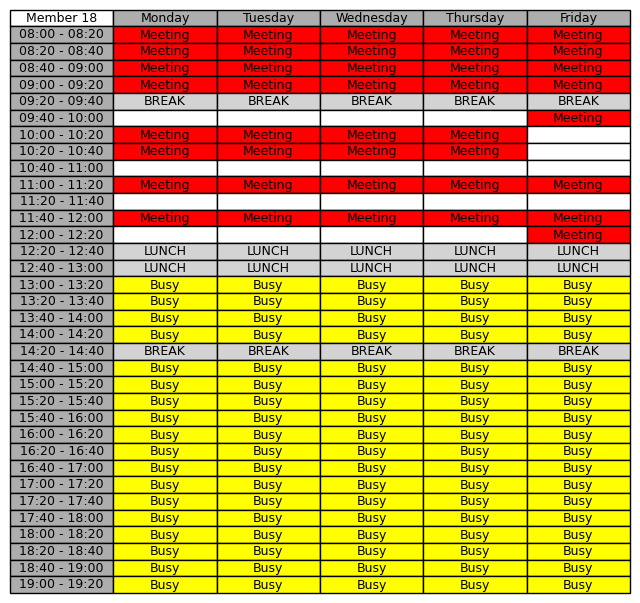 Member 18 Monday Tuesday Wednesday Thursday Friday
08:00 - 08:20 Meeting Meeting Meeting Meeting Meeting
08:20 - 08:40 Meeting Meeting Meeting Meeting Meeting
08:40 - 09:00 Meeting Meeting Meeting Meeting Meeting
09:00 - 09:20 Meeting Meeting Meeting Meeting Meeting
09:20 - 09:40 BREAK BREAK BREAK BREAK BREAK
09:40 - 10:00 Meeting
10:00 - 10:20 Meeting Meeting Meeting Meeting
10:20 - 10:40 Meeting Meeting Meeting Meeting
10:40 - 11:00
11:00 - 11:20 Meeting Meeting Meeting Meeting Meeting
11:20 - 11:40
11:40 - 12:00 Meeting Meeting Meeting Meeting Meeting
12:00 - 12:20 Meeting
12:20 - 12:40 LUNCH LUNCH LUNCH LUNCH LUNCH
12:40 - 13:00 LUNCH LUNCH LUNCH LUNCH LUNCH
13:00 - 13:20 Busy Busy Busy Busy Busy
13:20 - 13:40 Busy Busy Busy Busy Busy
13:40 - 14:00 Busy Busy Busy Busy Busy
14:00 - 14:20 Busy Busy Busy Busy Busy
14:20 - 14:40 BREAK BREAK BREAK BREAK BREAK
14:40 - 15:00 Busy Busy Busy Busy Busy
15:00 - 15:20 Busy Busy Busy Busy Busy
15:20 - 15:40 Busy Busy Busy Busy Busy
15:40 - 16:00 Busy Busy Busy Busy Busy
16:00 - 16:20 Busy Busy Busy Busy Busy
16:20 - 16:40 Busy Busy Busy Busy Busy
16:40 - 17:00 Busy Busy Busy Busy Busy
17:00 - 17:20 Busy Busy Busy Busy Busy
17:20 - 17:40 Busy Busy Busy Busy Busy
17:40 - 18:00 Busy Busy Busy Busy Busy
18:00 - 18:20 Busy Busy Busy Busy Busy
18:20 - 18:40 Busy Busy Busy Busy Busy
18:40 - 19:00 Busy Busy Busy Busy Busy
19:00 - 19:20 Busy Busy Busy Busy Busy